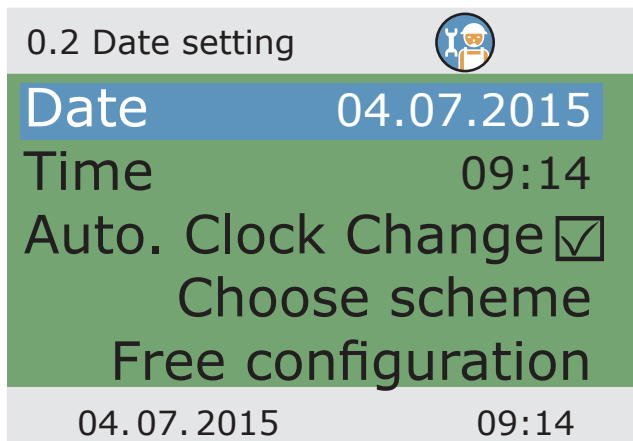 0.2 Date setting
Date 04.07.2015
Time 09:14
Auto. Clock Change
Choose scheme
Free configuration
04.07.2015 09:14